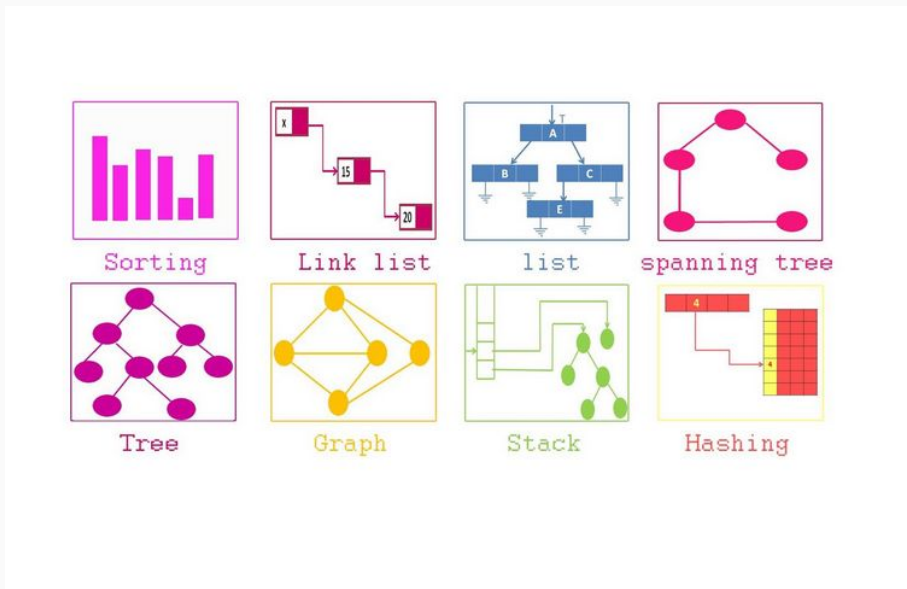 x
15
20
T
A
B C
E
Sorting Link list list spanning tree
4
4
Tree Graph Stack Hashing